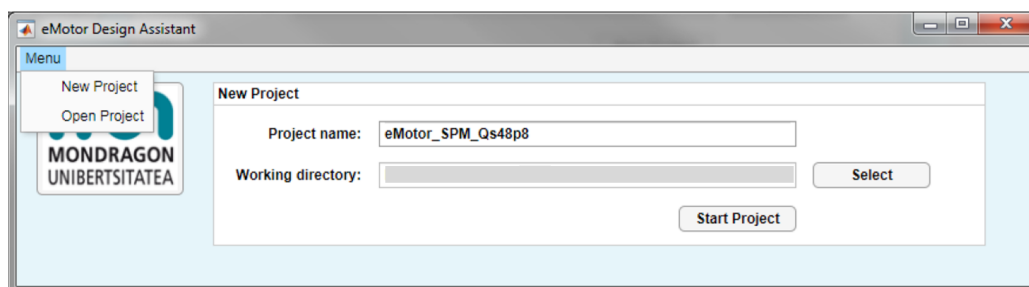 eMotor Design Assistant
Menu
New Project
Open Project
MONDRAGON
UNIBERTSITATEA
New Project
Project name: eMotor_SPM_Qs48p8
Working directory: Select
Start Project